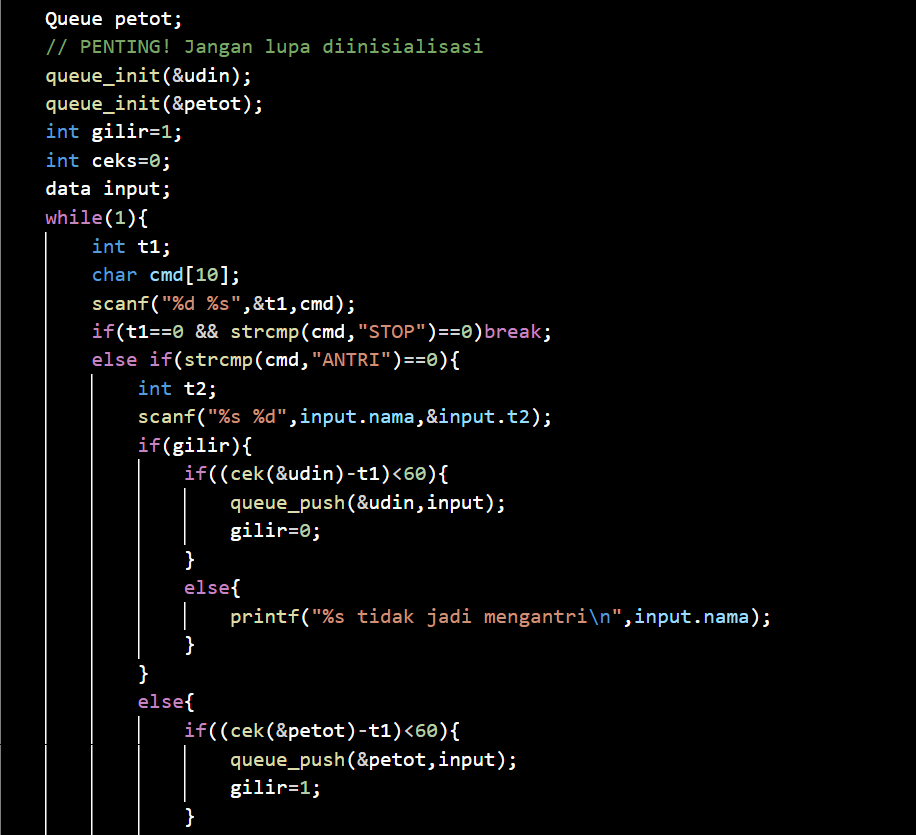 Queue petot;
// PENTING! Jangan lupa diinisialisasi
queue_init(&udin);
queue_init(&petot);
int gilir=1;
int ceks=0;
data input;
while(1){
int t1;
char cmd[10];
scanf("%d %s",&t1,cmd);
if(t1==0 && strcmp(cmd,"STOP")==0)break;
else if(strcmp(cmd,"ANTRI")==0){
int t2;
scanf("%s %d",input.nama,&input.t2);
if(gilir){
if((cek(&udin)-t1)<60){
queue_push(&udin,input);
gilir=0;
}
else{
printf("%s tidak jadi mengantri\n",input.nama);
}
}
else{
if((cek(&petot)-t1)<60){
queue_push(&petot,input);
gilir=1;
}